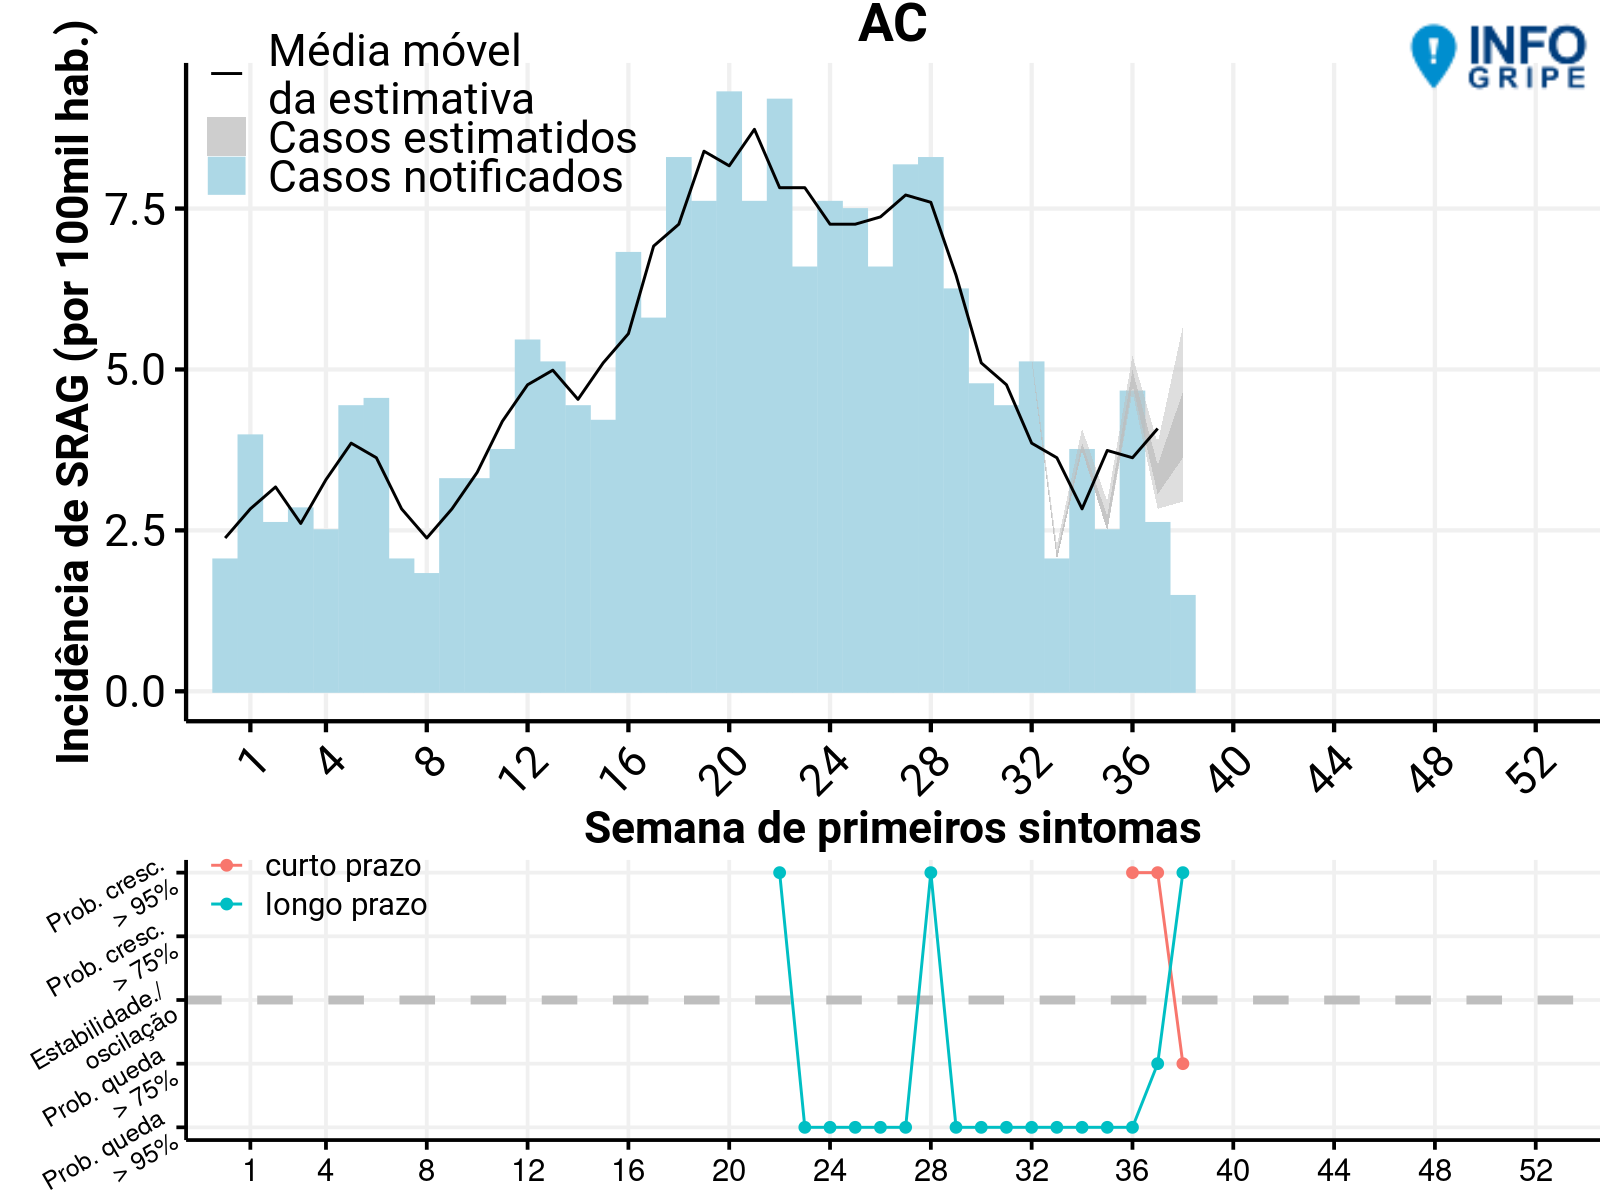 AC
INFO
GRIPE
Média móvel
da estimativa
Casos estimatidos
Casos notificados
Incidência de SRAG (por 100mil hab.)
7.5
5.0
2.5
0.0
1 4 8 12 16 20 24 28 32 36 40 44 48 52
Semana de primeiros sintomas
curto prazo
longo prazo
Prob. cresc.
> 95%
Prob. cresc.
> 75%
Estabilidade./
oscilação
Prob. queda
> 75%
Prob. queda
> 95%
1 4 8 12 16 20 24 28 32 36 40 44 48 52